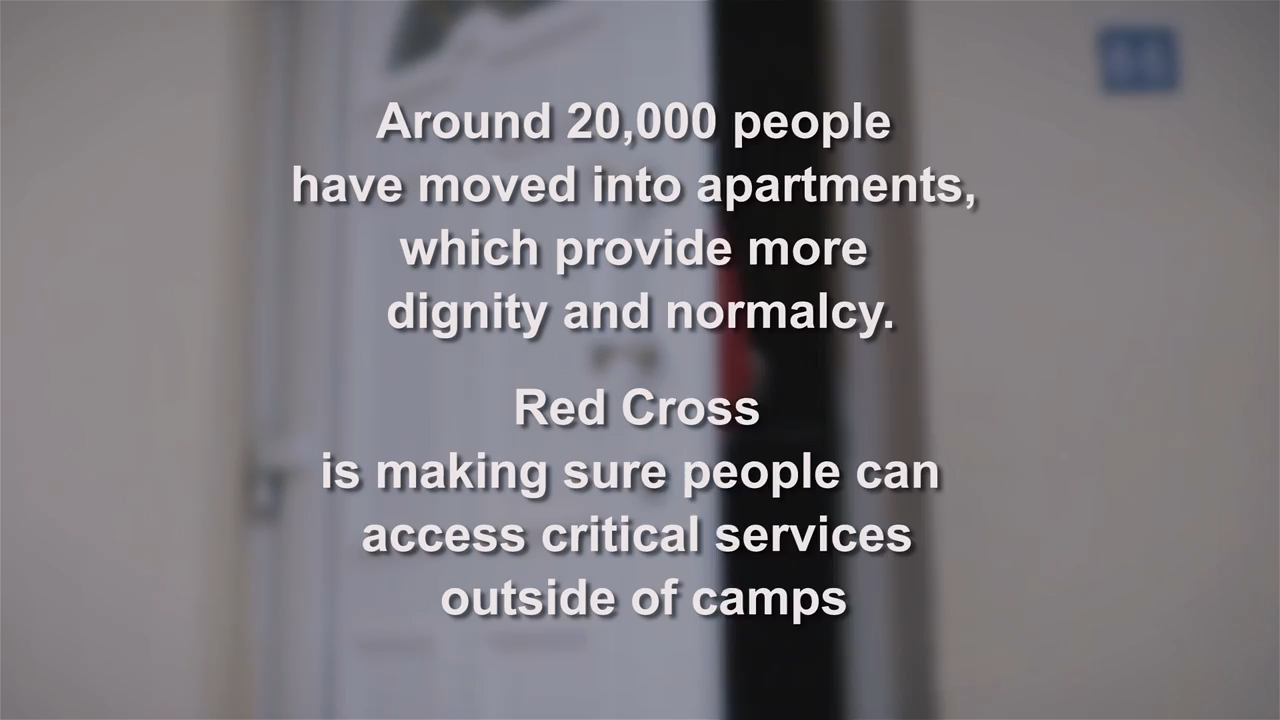 Around 20,000 people
have moved into apartments,
which provide more
dignity and normalcy.
Red Cross
is making sure people can
access critical services
outside of camps